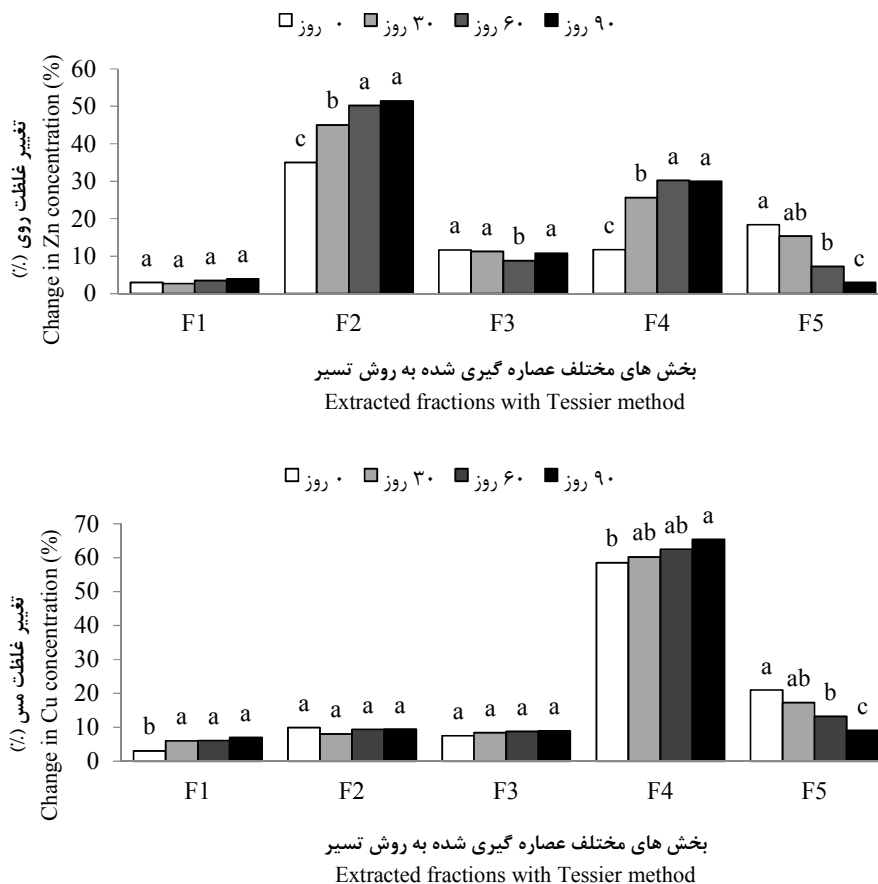 ۰ روز ۳۰ روز ۶۰ روز ۹۰ روز
تغییر غلظت روی (٪)
Change in Zn concentration (%)
60
50
40
30
20
10
0
a a a a
c b a a
a a b a
c b a a
a ab b c
F1 F2 F3 F4 F5
بخش های مختلف عصاره گیری شده به روش تسیر
Extracted fractions with Tessier method
۰ روز ۳۰ روز ۶۰ روز ۹۰ روز
تغییر غلظت مس (٪)
Change in Cu concentration (%)
70
60
50
40
30
20
10
0
b a a a
a a a a
a a a a
b ab ab a
a ab b c
F1 F2 F3 F4 F5
بخش های مختلف عصاره گیری شده به روش تسیر
Extracted fractions with Tessier method